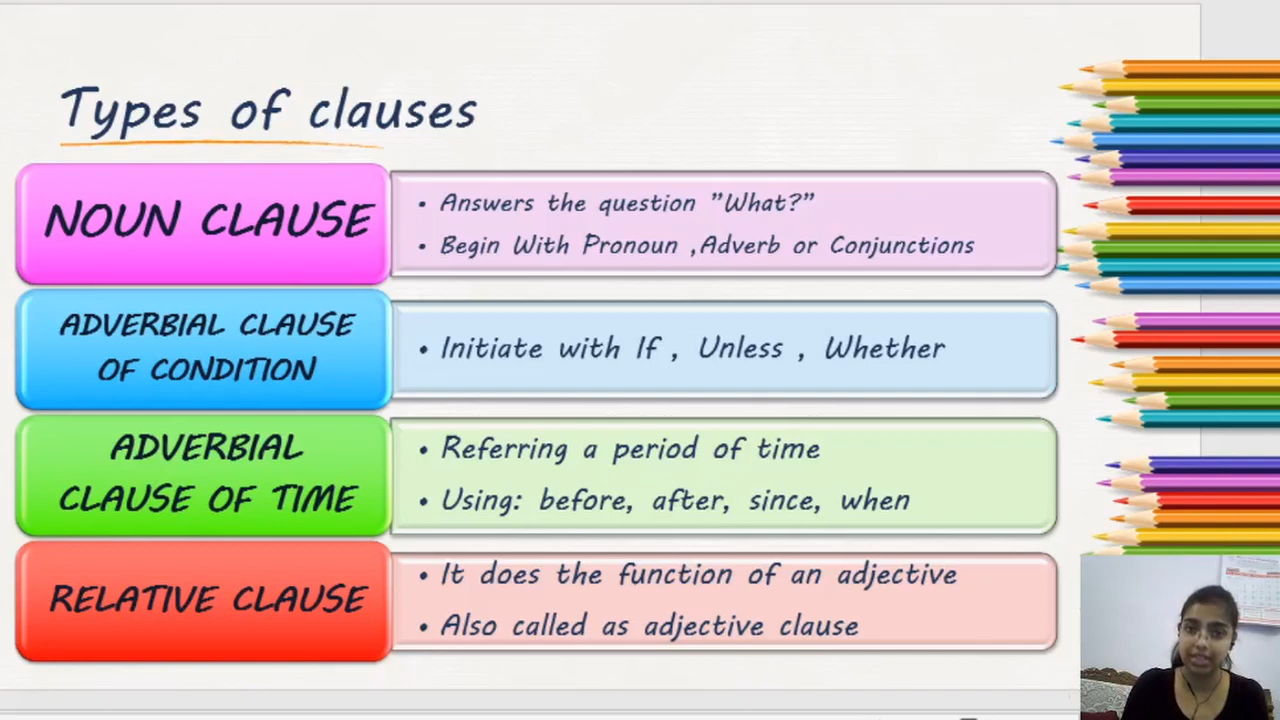 Types of clauses
NOUN CLAUSE
• Answers the question ”What?”
• Begin With Pronoun ,Adverb or Conjunctions
ADVERBIAL CLAUSE
OF CONDITION
• Initiate with If , Unless , Whether
ADVERBIAL
CLAUSE OF TIME
• Referring a period of time
• Using: before, after, since, when
RELATIVE CLAUSE
• It does the function of an adjective
• Also called as adjective clause